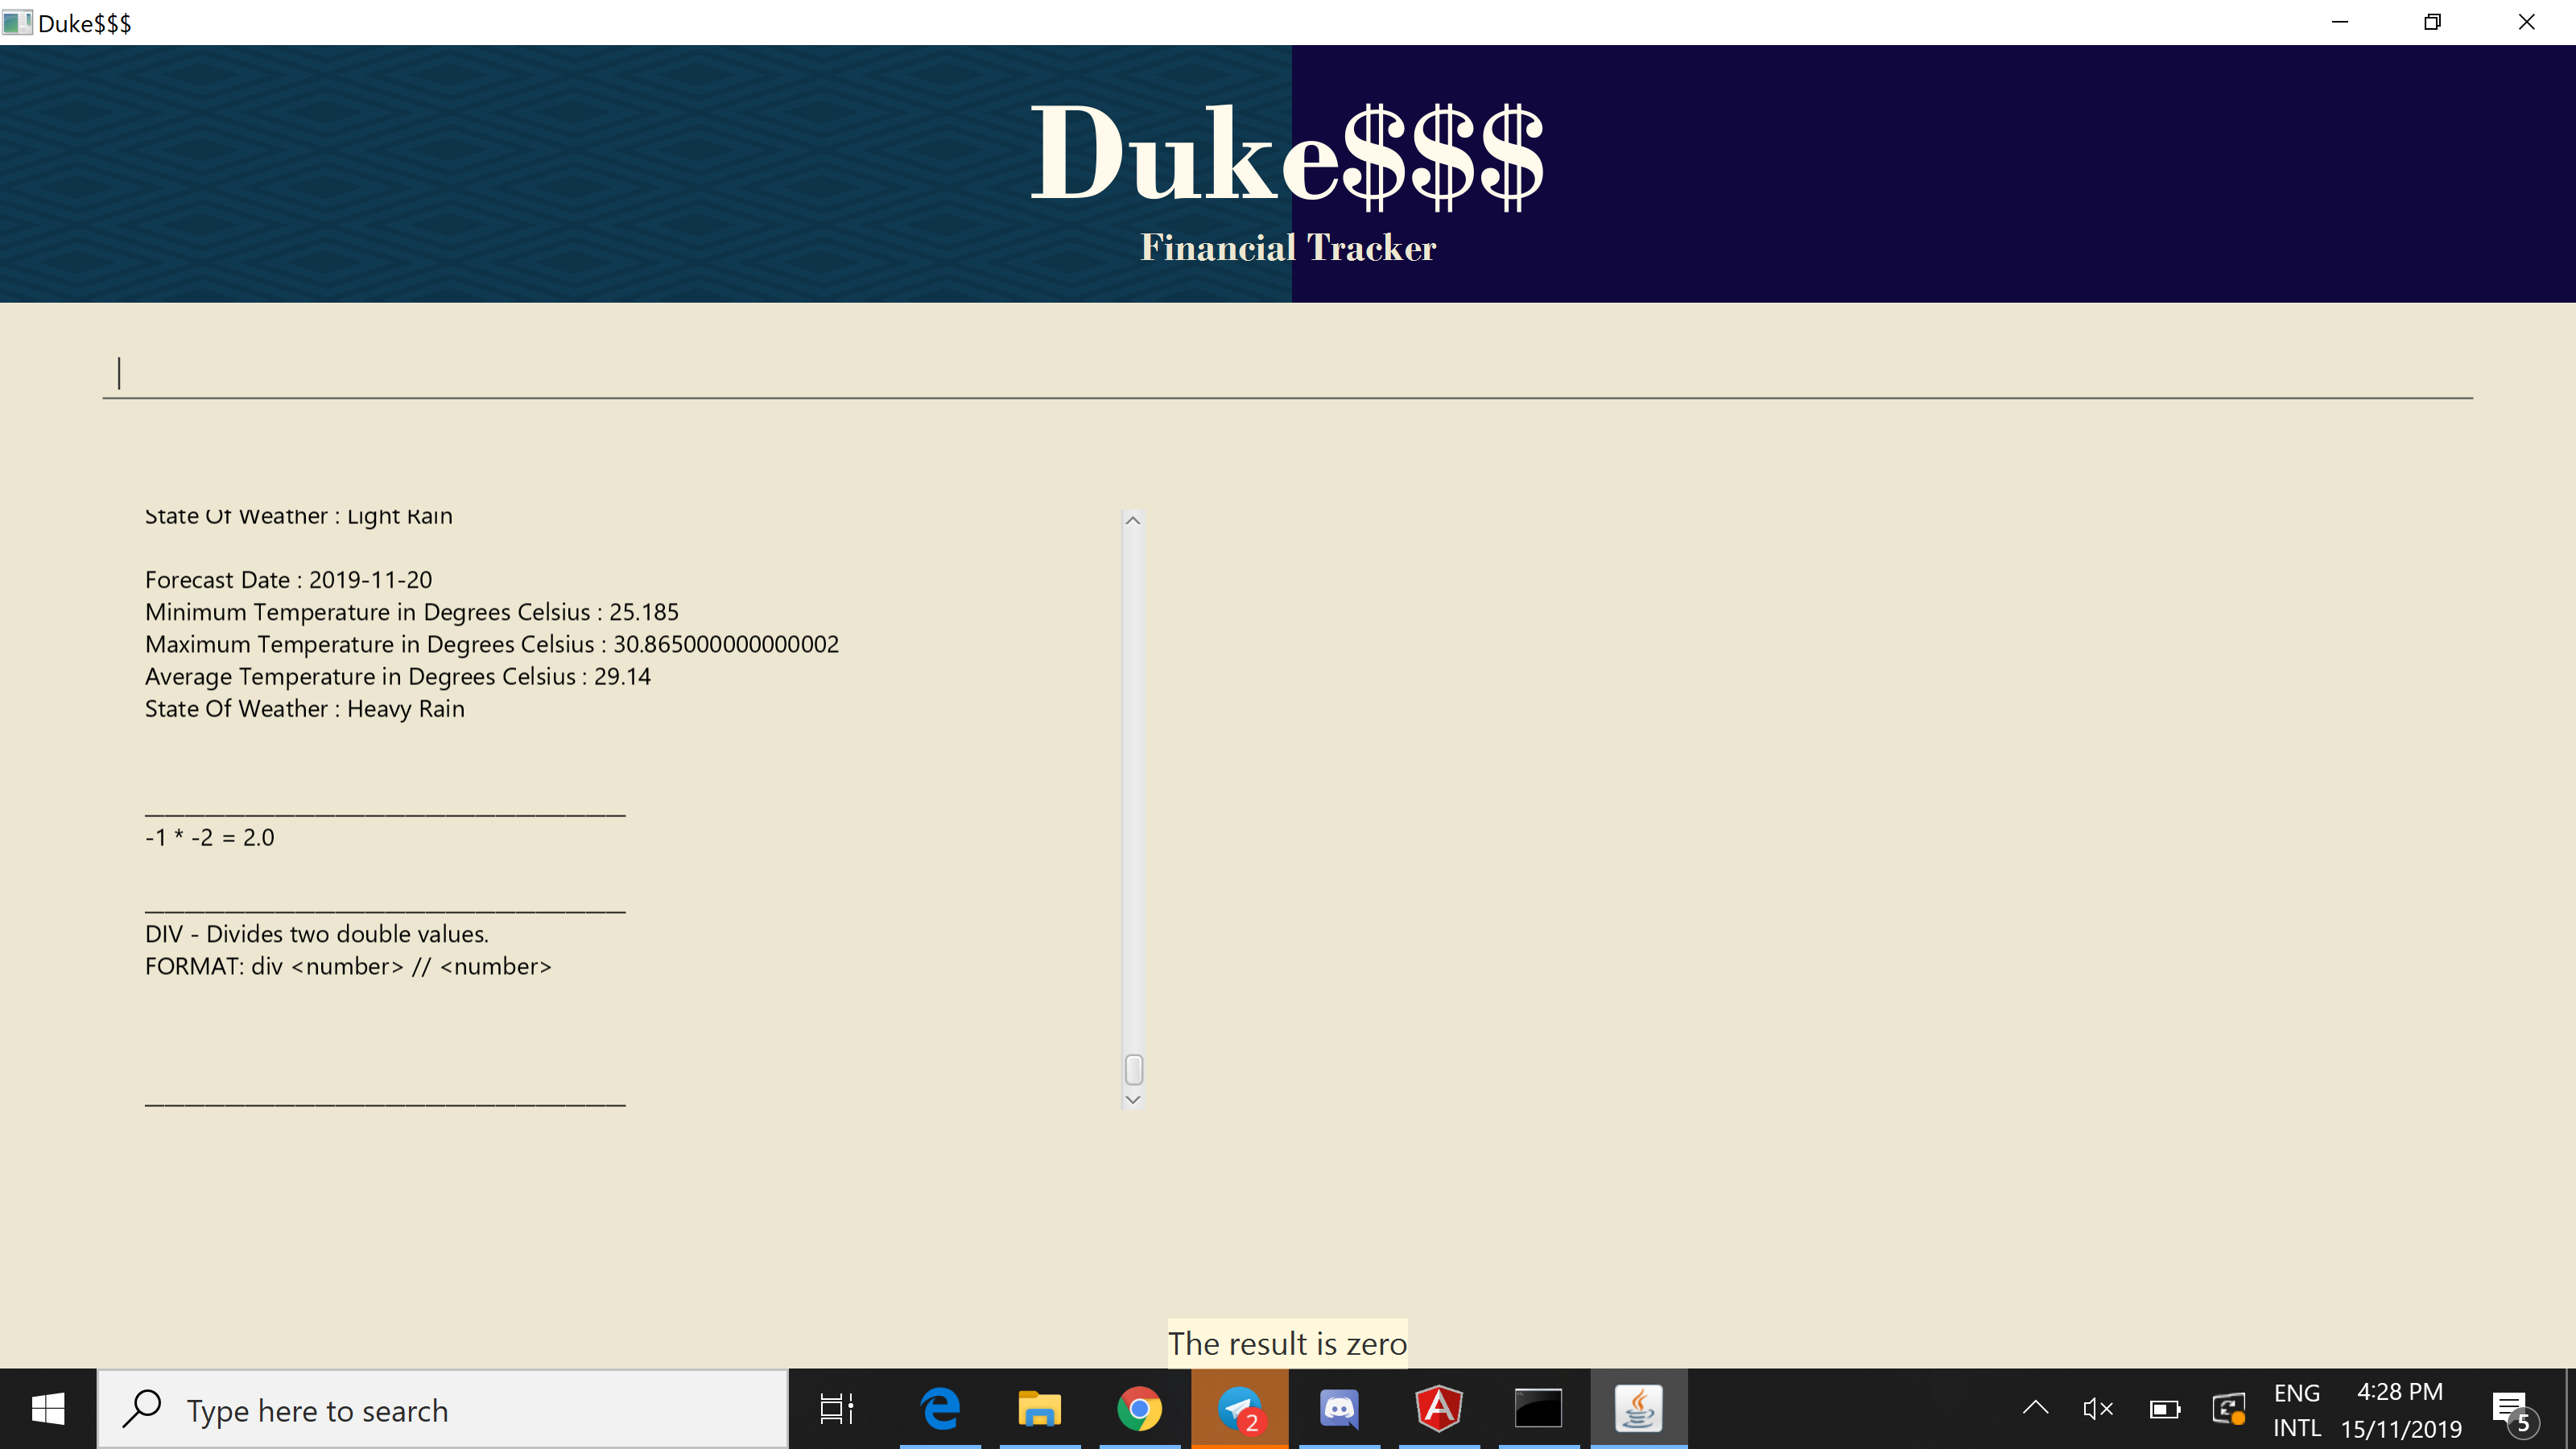 Duke$$$
Duke$$$
Financial Tracker
State Of Weather : Light Rain
Forecast Date : 2019-11-20
Minimum Temperature in Degrees Celsius : 25.185
Maximum Temperature in Degrees Celsius : 30.865000000000002
Average Temperature in Degrees Celsius : 29.14
State Of Weather : Heavy Rain
-1 * -2 = 2.0
DIV - Divides two double values.
FORMAT: div <number> // <number>
The result is zero
Type here to search
2
ENG
INTL
4:28 PM
15/11/2019
5